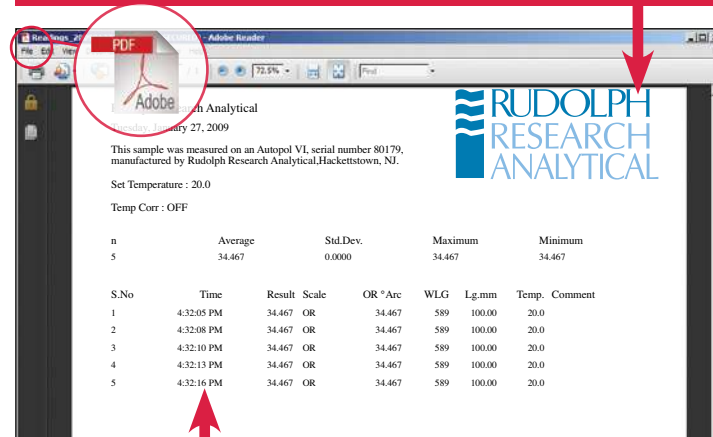 Readings_20 - Adobe Reader
File Edit View
72.5% Find
PDF
Adobe
RUDOLPH
RESEARCH
ANALYTICAL
Research Analytical
Tuesday, January 27, 2009
This sample was measured on an Autopol VI, serial number 80179,
manufactured by Rudolph Research Analytical,Hackettstown, NJ.
Set Temperature : 20.0
Temp Corr : OFF
n Average Std.Dev. Maximum Minimum
5 34.467 0.0000 34.467 34.467
S.No Time Result Scale OR °Arc WLG Lg.mm Temp. Comment
1 4:32:05 PM 34.467 OR 34.467 589 100.00 20.0
2 4:32:08 PM 34.467 OR 34.467 589 100.00 20.0
3 4:32:10 PM 34.467 OR 34.467 589 100.00 20.0
4 4:32:13 PM 34.467 OR 34.467 589 100.00 20.0
5 4:32:16 PM 34.467 OR 34.467 589 100.00 20.0